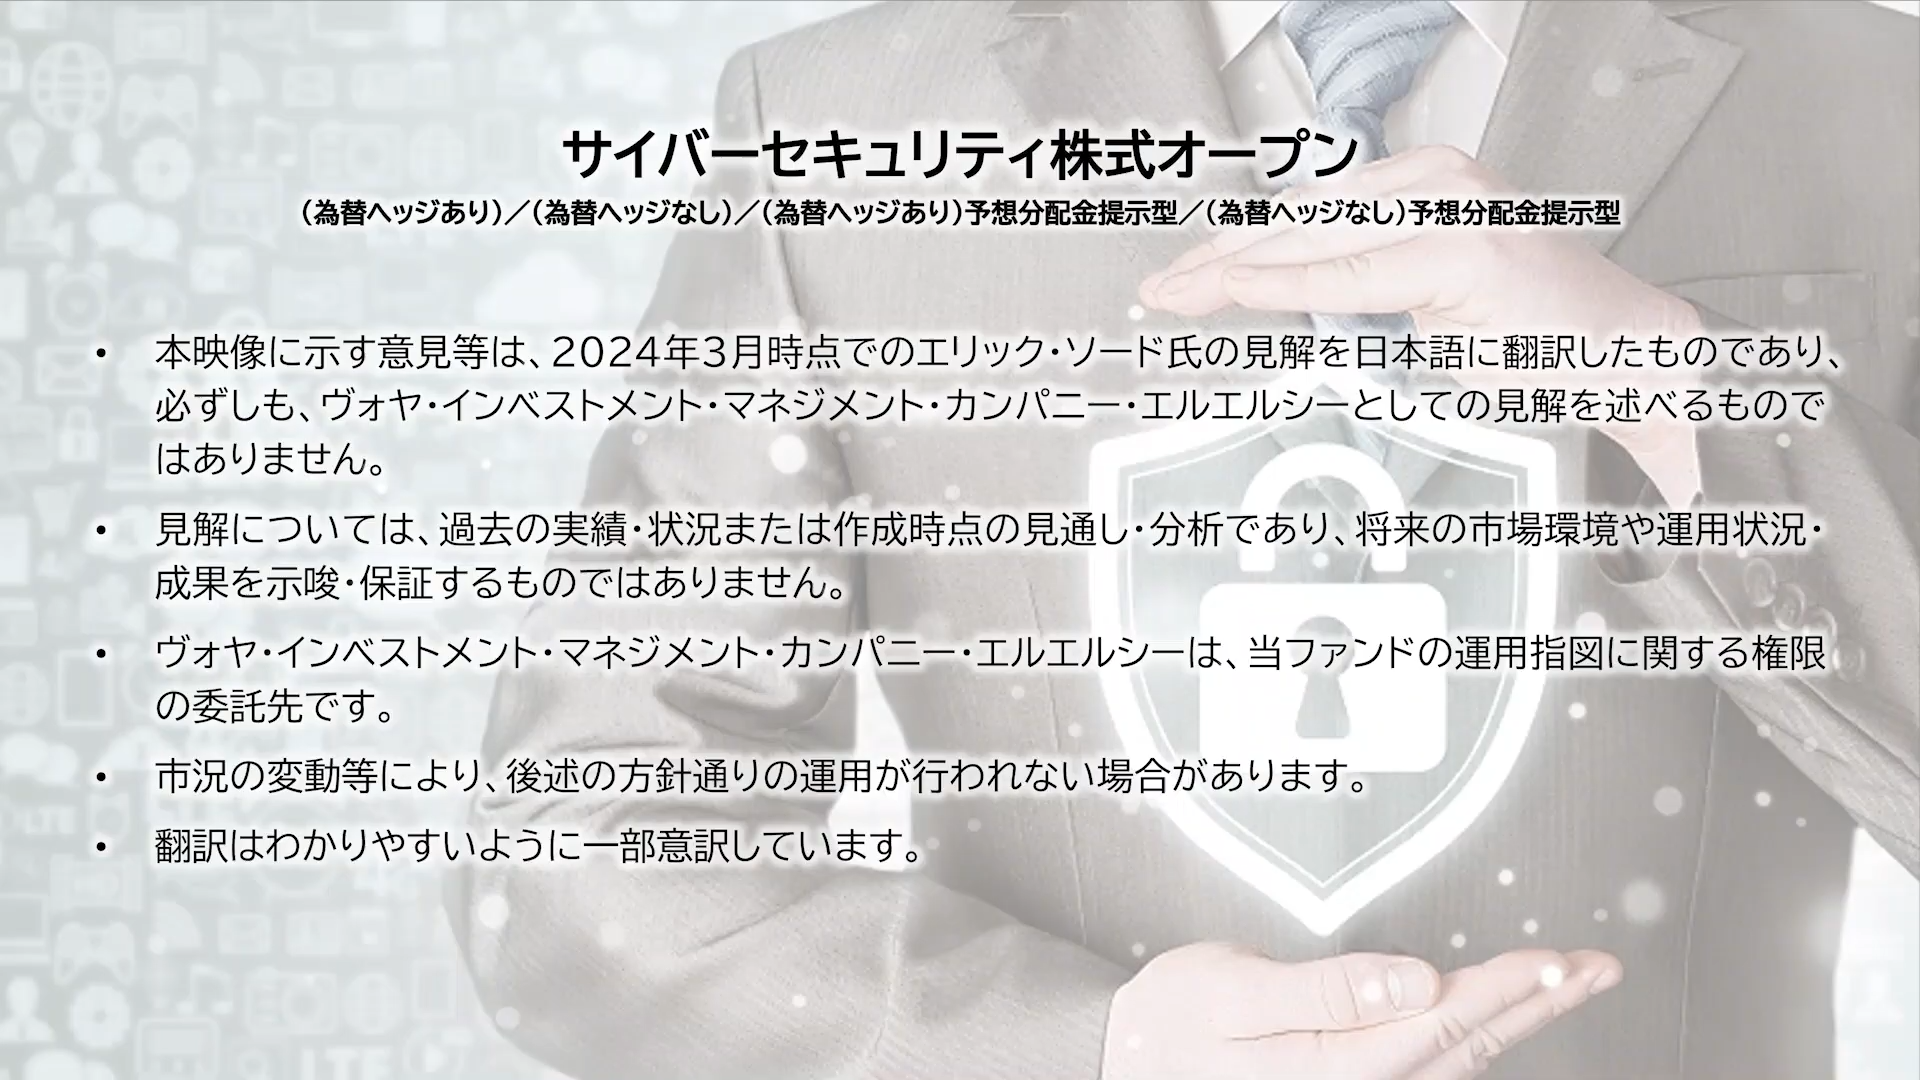 サイバーセキュリティ株式オープン
（為替ヘッジあり）／（為替ヘッジなし）／（為替ヘッジあり）予想分配金提示型／（為替ヘッジなし）予想分配金提示型
• 本映像に示す意見等は、2024年3月時点でのエリック・ソード氏の見解を日本語に翻訳したものであり、
必ずしも、ヴォヤ・インベストメント・マネジメント・カンパニー・エルエルシーとしての見解を述べるもので
はありません。
• 見解については、過去の実績・状況または作成時点の見通し・分析であり、将来の市場環境や運用状況・
成果を示唆・保証するものではありません。
• ヴォヤ・インベストメント・マネジメント・カンパニー・エルエルシーは、当ファンドの運用指図に関する権限
の委託先です。
• 市況の変動等により、後述の方針通りの運用が行われない場合があります。
• 翻訳はわかりやすいように一部意訳しています。
LTE